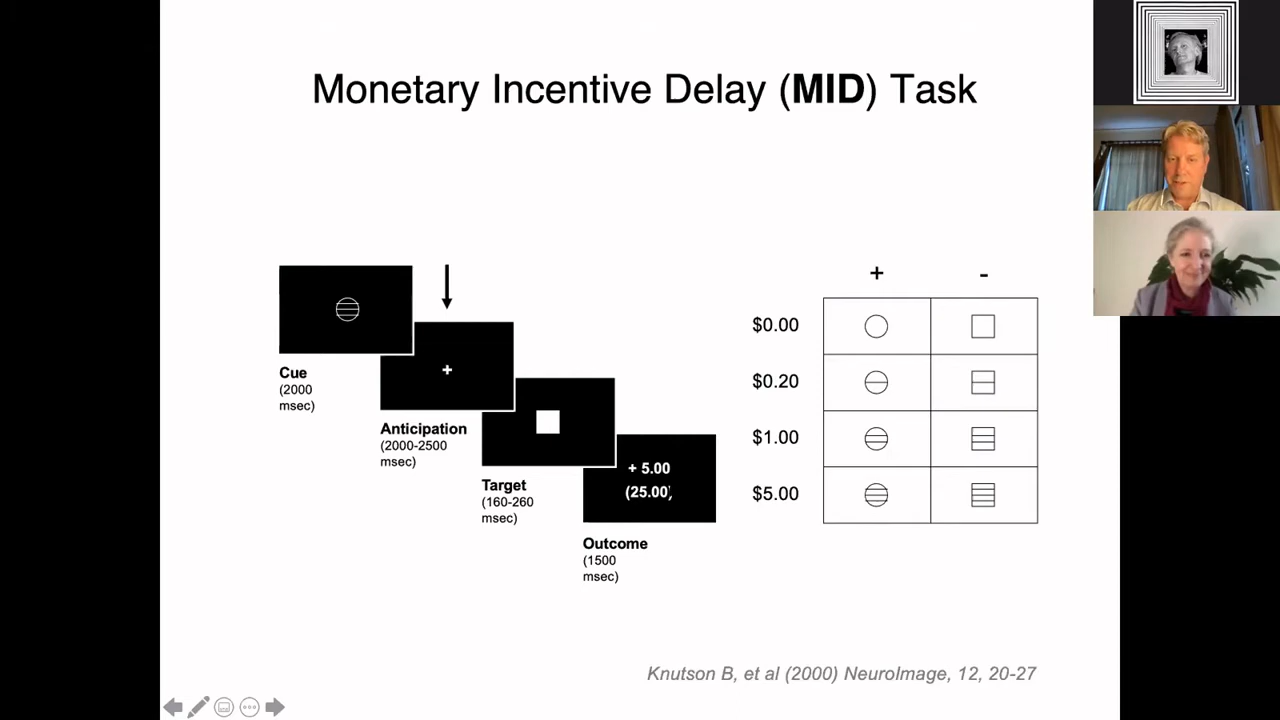 Monetary Incentive Delay (MID) Task
Cue
(2000
msec)
+
Anticipation
(2000-2500
msec)
Target
(160-260
msec)
+ 5.00
(25.00)
Outcome
(1500
msec)
+ -
$0.00
$0.20
$1.00
$5.00
Knutson B, et al (2000) NeuroImage, 12, 20-27